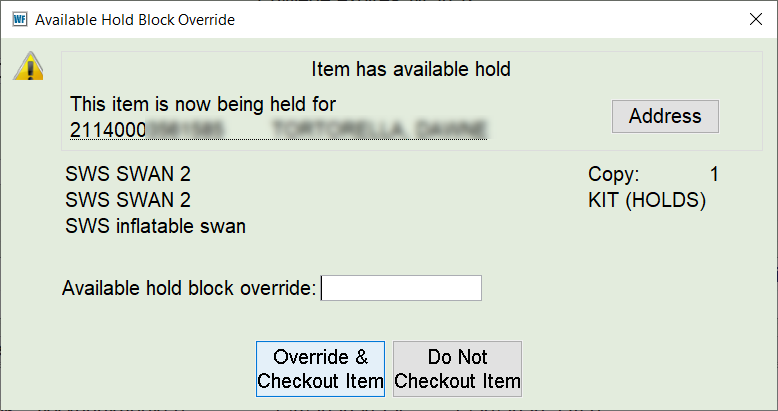 WF Available Hold Block Override
Item has available hold
This item is now being held for
2114000
Address
SWS SWAN 2
Copy: 1
SWS SWAN 2
KIT (HOLDS)
SWS inflatable swan
Available hold block override:
Override &
Checkout Item
Do Not
Checkout Item